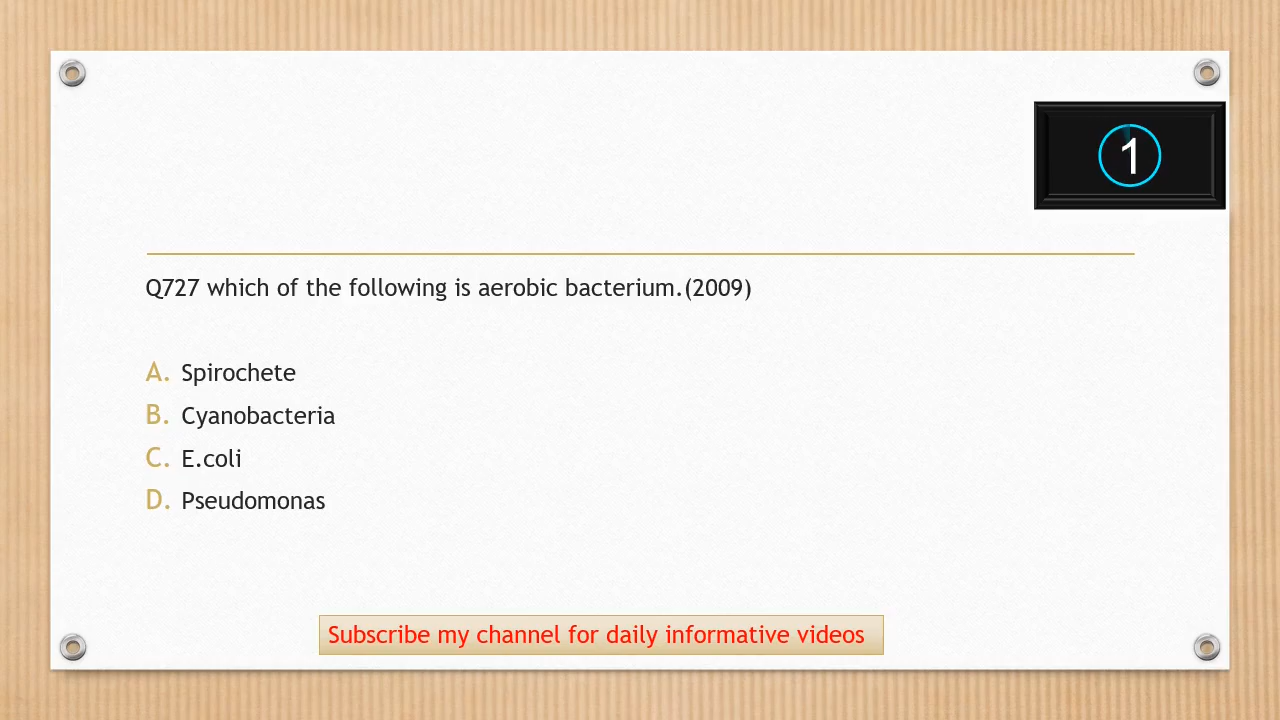 1
Q727 which of the following is aerobic bacterium.(2009)
A. Spirochete
B. Cyanobacteria
C. E.coli
D. Pseudomonas
Subscribe my channel for daily informative videos